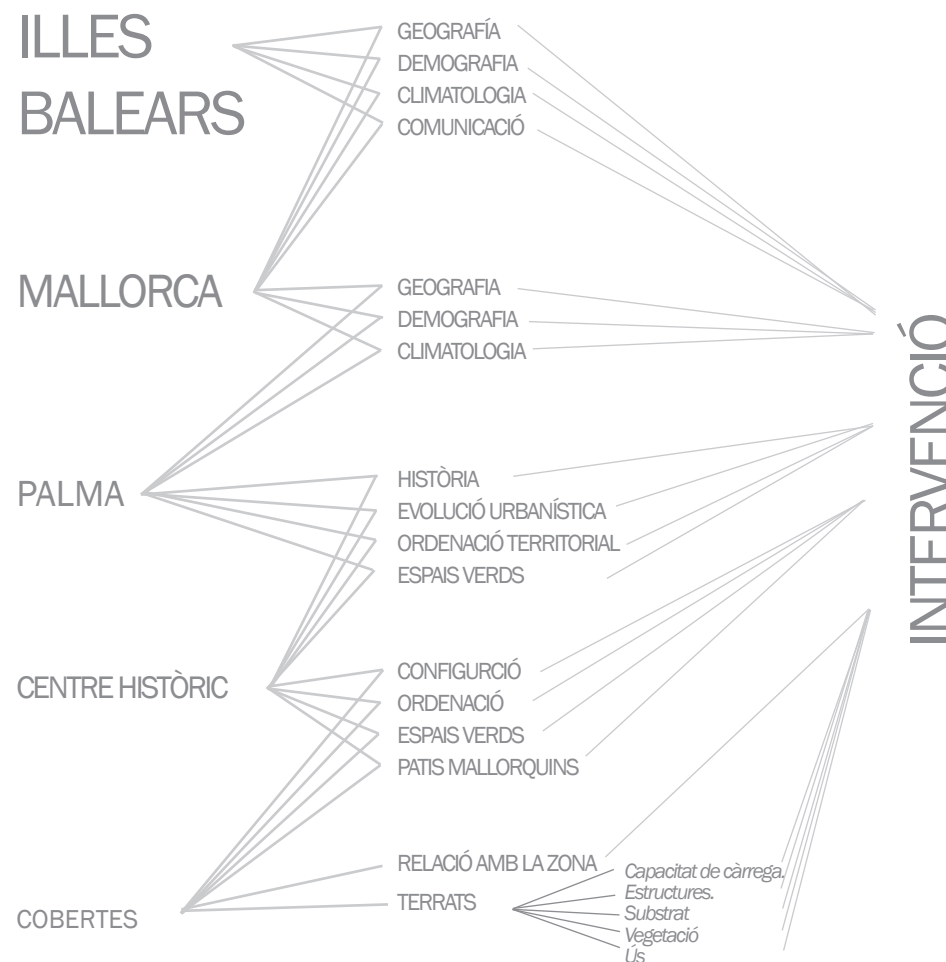 ILLES
BALEARS
GEOGRAFÍA
DEMOGRAFIA
CLIMATOLOGIA
COMUNICACIÓ
MALLORCA
GEOGRAFIA
DEMOGRAFIA
CLIMATOLOGIA
PALMA
HISTÒRIA
EVOLUCIÓ URBANÍSTICA
ORDENACIÓ TERRITORIAL
ESPAIS VERDS
CENTRE HISTÒRIC
CONFIGURCIÓ
ORDENACIÓ
ESPAIS VERDS
PATIS MALLORQUINS
COBERTES
RELACIÓ AMB LA ZONA
TERRATS
Capacitat de càrrega.
Estructures.
Substrat
Vegetació
Ús
INTERVENCIÓ